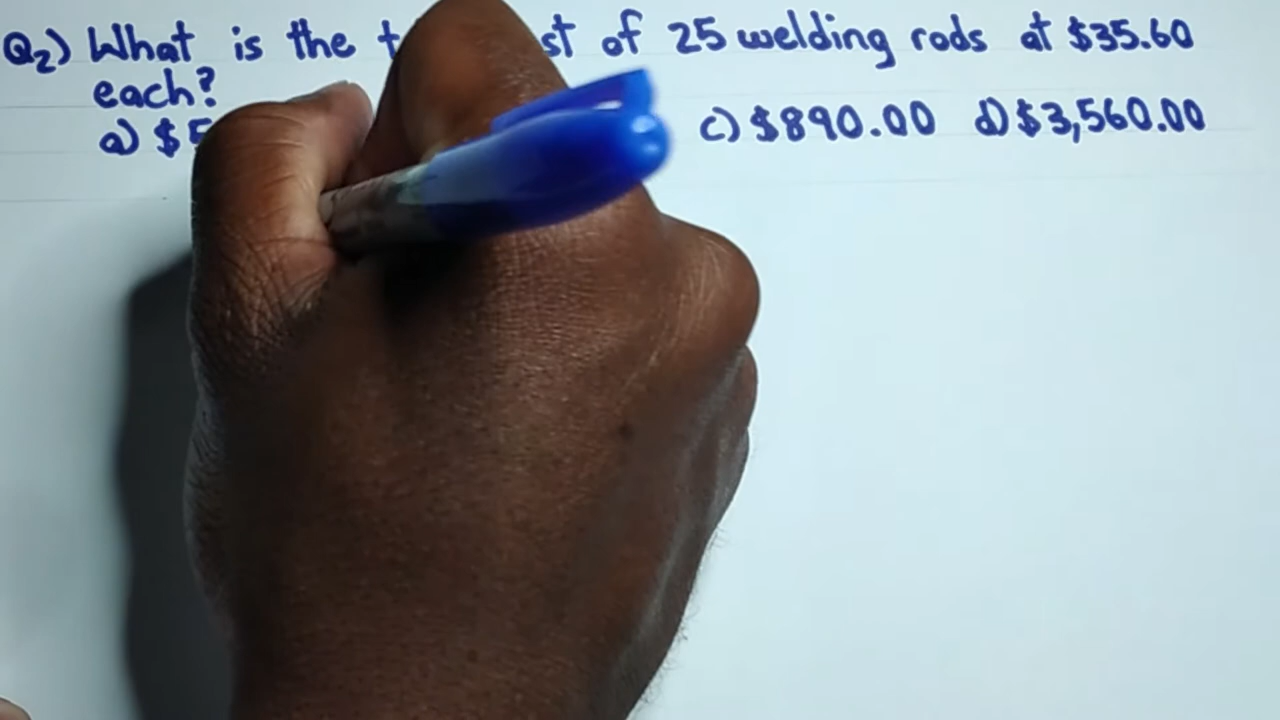 Q2) What is the st of 25 welding rods at $35.60
each?
a) $5 c) $890.00 d) $3,560.00